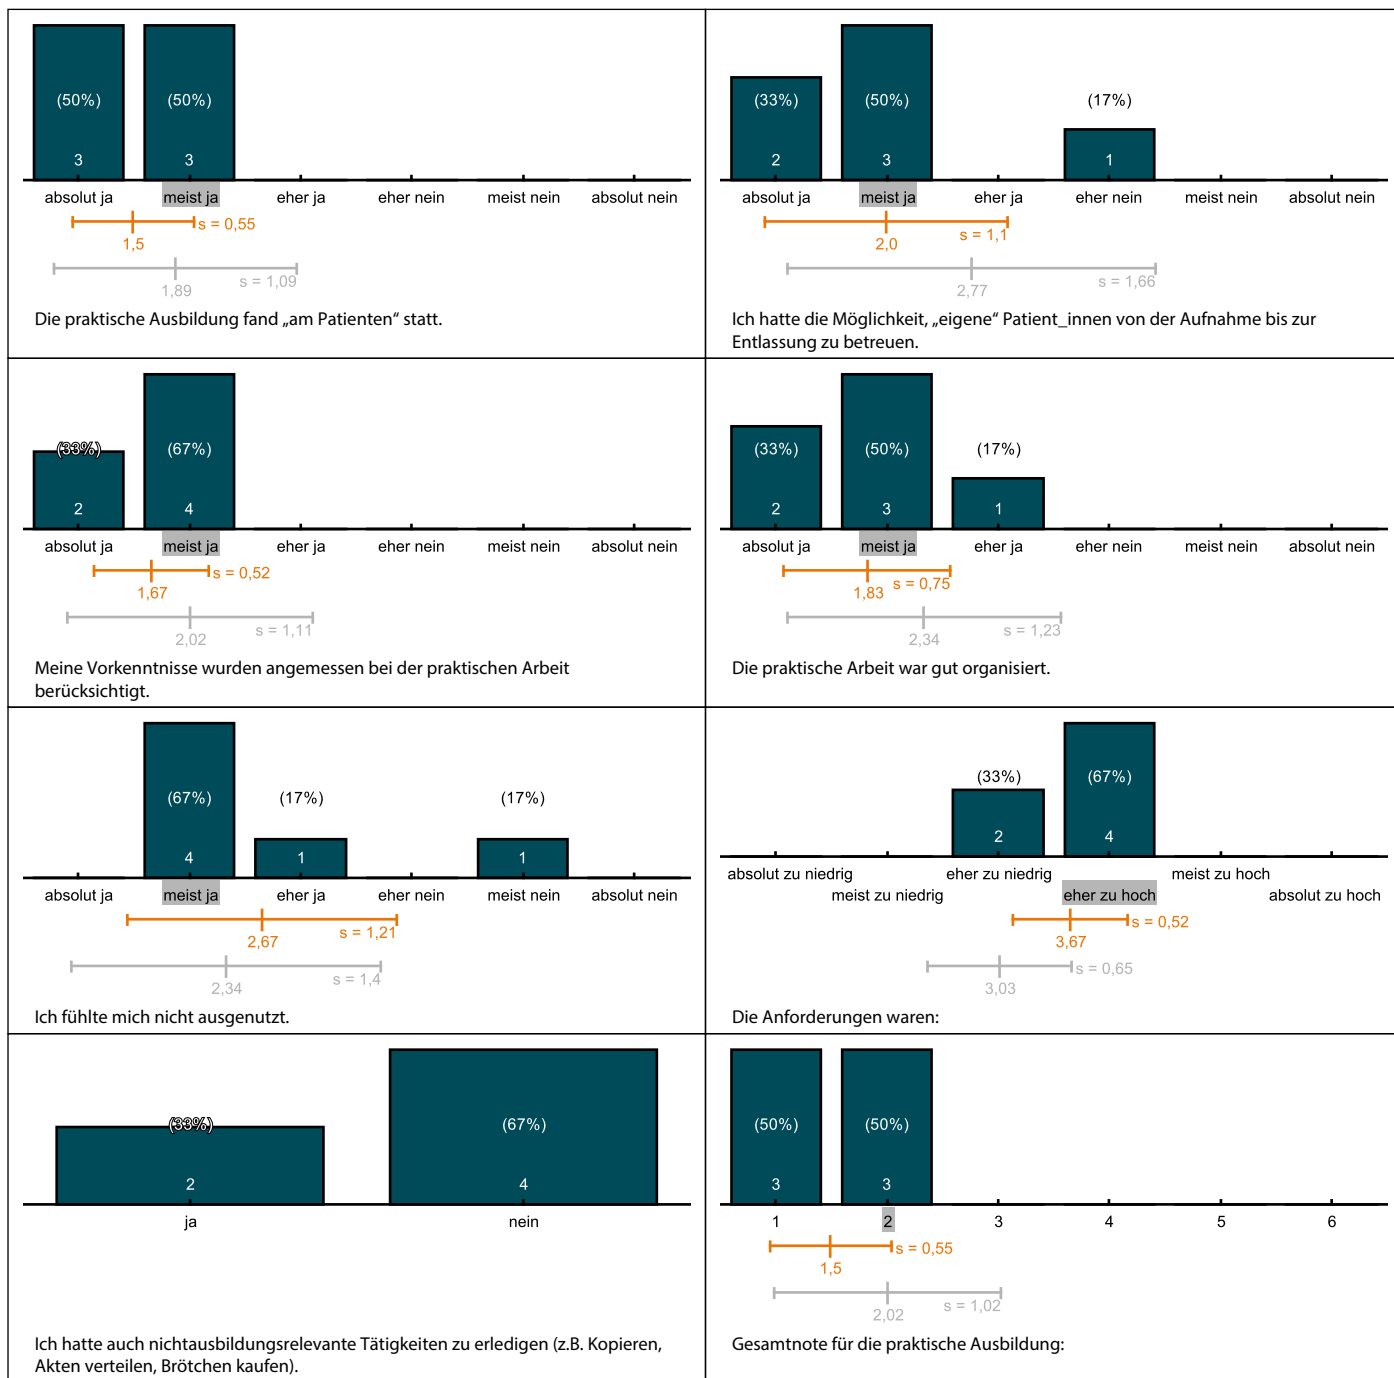 (50%) (50%)
3 3
absolut ja meist ja eher ja eher nein meist nein absolut nein
s = 0,55
1,5
s = 1,09
1,89
Die praktische Ausbildung fand „am Patienten“ statt.
(33%) (50%) (17%)
2 3 1
absolut ja meist ja eher ja eher nein meist nein absolut nein
s = 1,1
2,0
s = 1,66
2,77
Ich hatte die Möglichkeit, „eigene“ Patient_innen von der Aufnahme bis zur
Entlassung zu betreuen.
(33%) (67%)
2 4
absolut ja meist ja eher ja eher nein meist nein absolut nein
s = 0,52
1,67
s = 1,11
2,02
Meine Vorkenntnisse wurden angemessen bei der praktischen Arbeit
berücksichtigt.
(33%) (50%) (17%)
2 3 1
absolut ja meist ja eher ja eher nein meist nein absolut nein
s = 0,75
1,83
s = 1,23
2,34
Die praktische Arbeit war gut organisiert.
(67%) (17%) (17%)
4 1 1
absolut ja meist ja eher ja eher nein meist nein absolut nein
s = 1,21
2,67
s = 1,4
2,34
Ich fühlte mich nicht ausgenutzt.
(33%) (67%)
2 4
absolut zu niedrig eher zu niedrig meist zu hoch
meist zu niedrig eher zu hoch absolut zu hoch
s = 0,52
3,67
s = 0,65
3,03
Die Anforderungen waren:
(33%) (67%)
2 4
ja nein
Ich hatte auch nichtausbildungsrelevante Tätigkeiten zu erledigen (z.B. Kopieren,
Akten verteilen, Brötchen kaufen).
(50%) (50%)
3 3
1 2 3 4 5 6
s = 0,55
1,5
s = 1,02
2,02
Gesamtnote für die praktische Ausbildung: